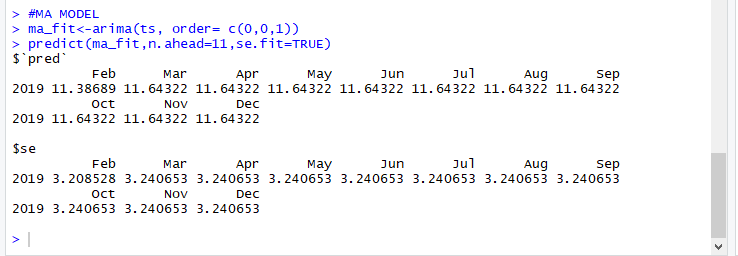 > #MA MODEL
> ma_fit<-arima(ts, order= c(0,0,1))
> predict(ma_fit,n.ahead=11,se.fit=TRUE)
$`pred`
Feb Mar Apr May Jun Jul Aug Sep
2019 11.38689 11.64322 11.64322 11.64322 11.64322 11.64322 11.64322 11.64322
Oct Nov Dec
2019 11.64322 11.64322 11.64322
$se
Feb Mar Apr May Jun Jul Aug Sep
2019 3.208528 3.240653 3.240653 3.240653 3.240653 3.240653 3.240653 3.240653
Oct Nov Dec
2019 3.240653 3.240653 3.240653
>